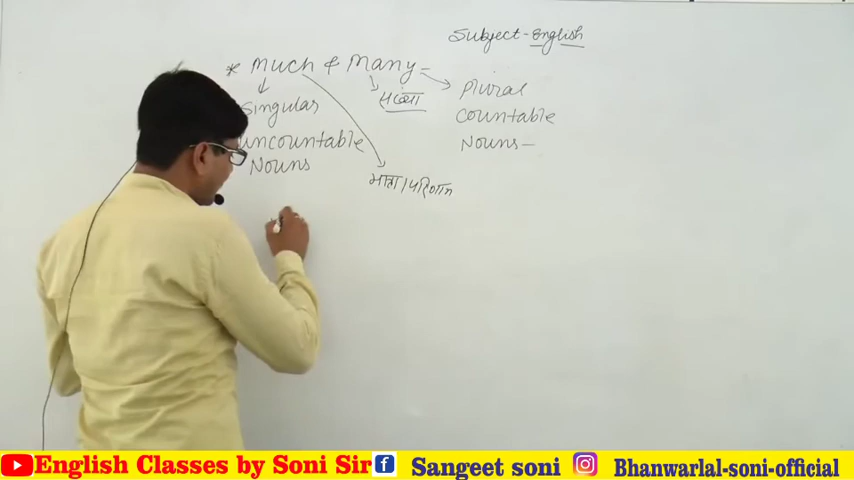 Subject - English
* Much & Many -
Singular
uncountable
Nouns
संख्या
Plural
Countable
Nouns -
मात्रा/परिणाम
English Classes by Soni Sir
Sangeet soni
Bhanwarlal-soni-official